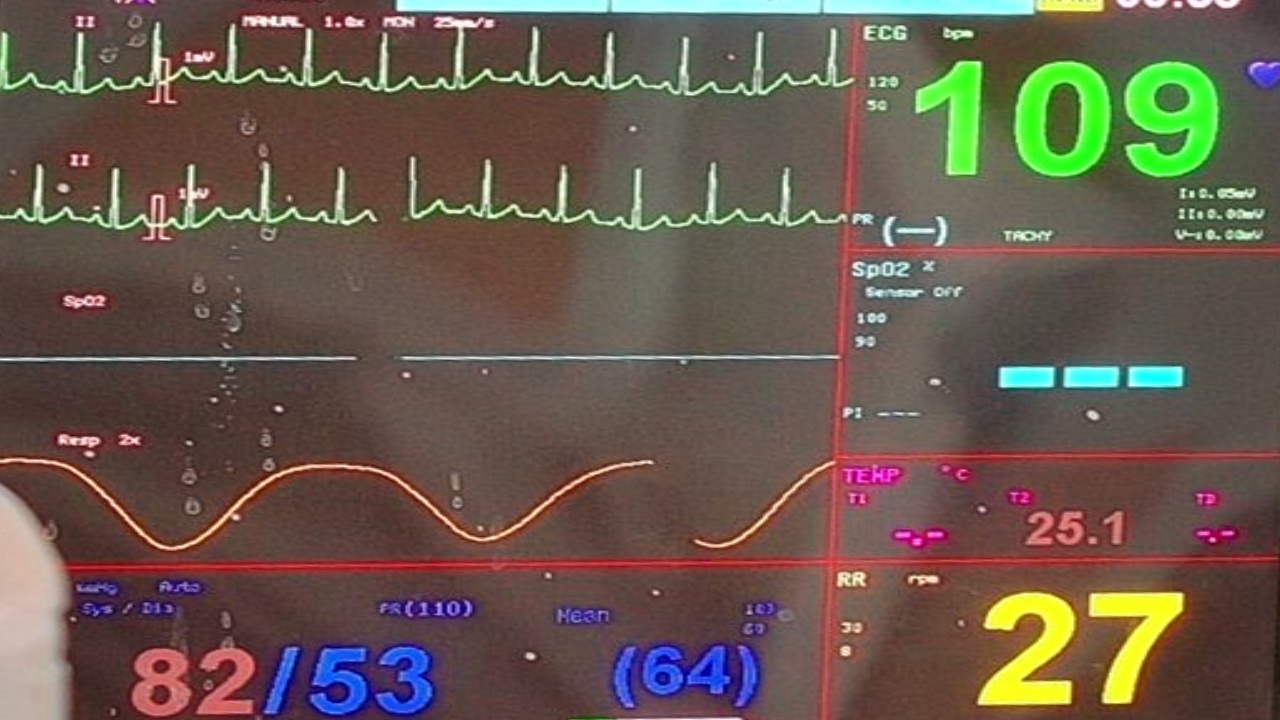 II MANUAL 1.0x MON 25mm/s
1mV
ECG bpm
120
50
109
II
1mV
I:0.05mV
II:0.00mV
V-:0.00mV
PR (--)
TACHY
SpO2
SpO2 %
Sensor Off
100
90
PI ---
Resp 2x
TEMP °C
T1 T2
-.- 25.1 -.-
mmHg Auto
Sys / Dia PR(110) Mean
82/53 (64)
RR rpm
30
8
27